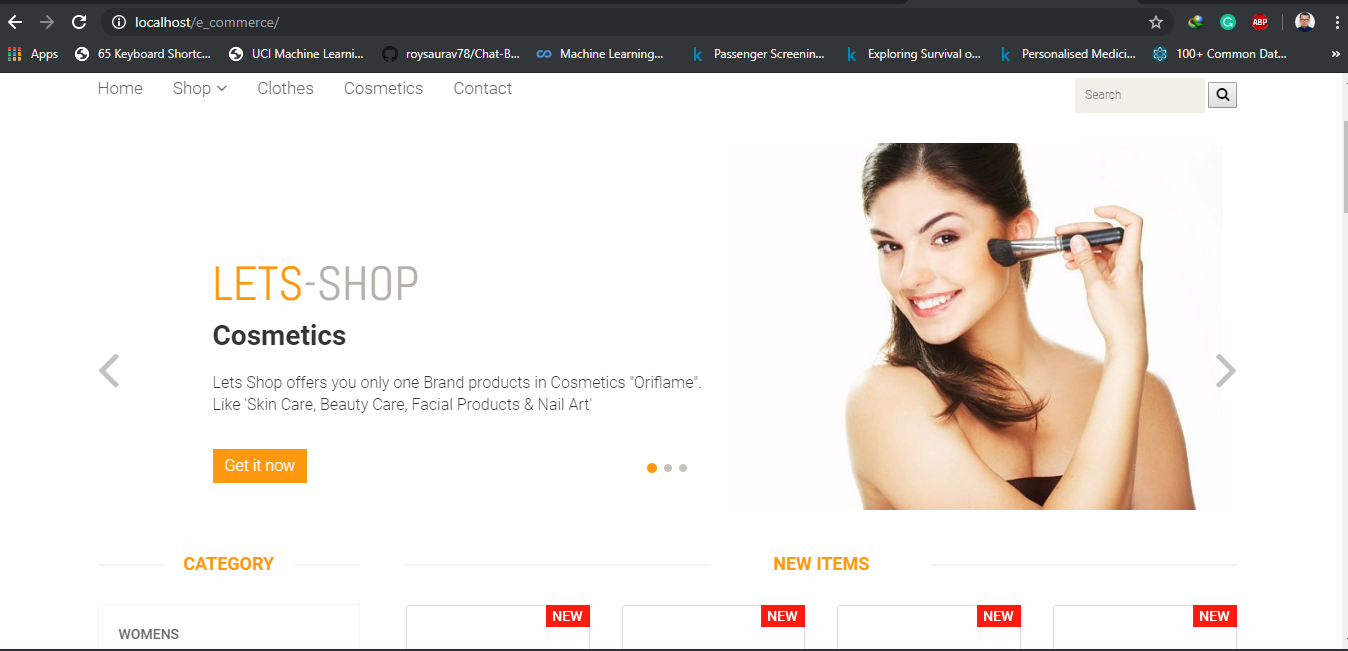 localhost/e_commerce/
ABP
Apps 65 Keyboard Shortc... UCI Machine Learni... roysaurav78/Chat-B... Machine Learning... Passenger Screenin... Exploring Survival o... Personalised Medici... 100+ Common Dat... »
Home Shop Clothes Cosmetics Contact Search
LETS-SHOP
Cosmetics
Lets Shop offers you only one Brand products in Cosmetics "Oriflame".
Like 'Skin Care, Beauty Care, Facial Products & Nail Art'
Get it now
CATEGORY NEW ITEMS
NEW NEW NEW NEW
WOMENS